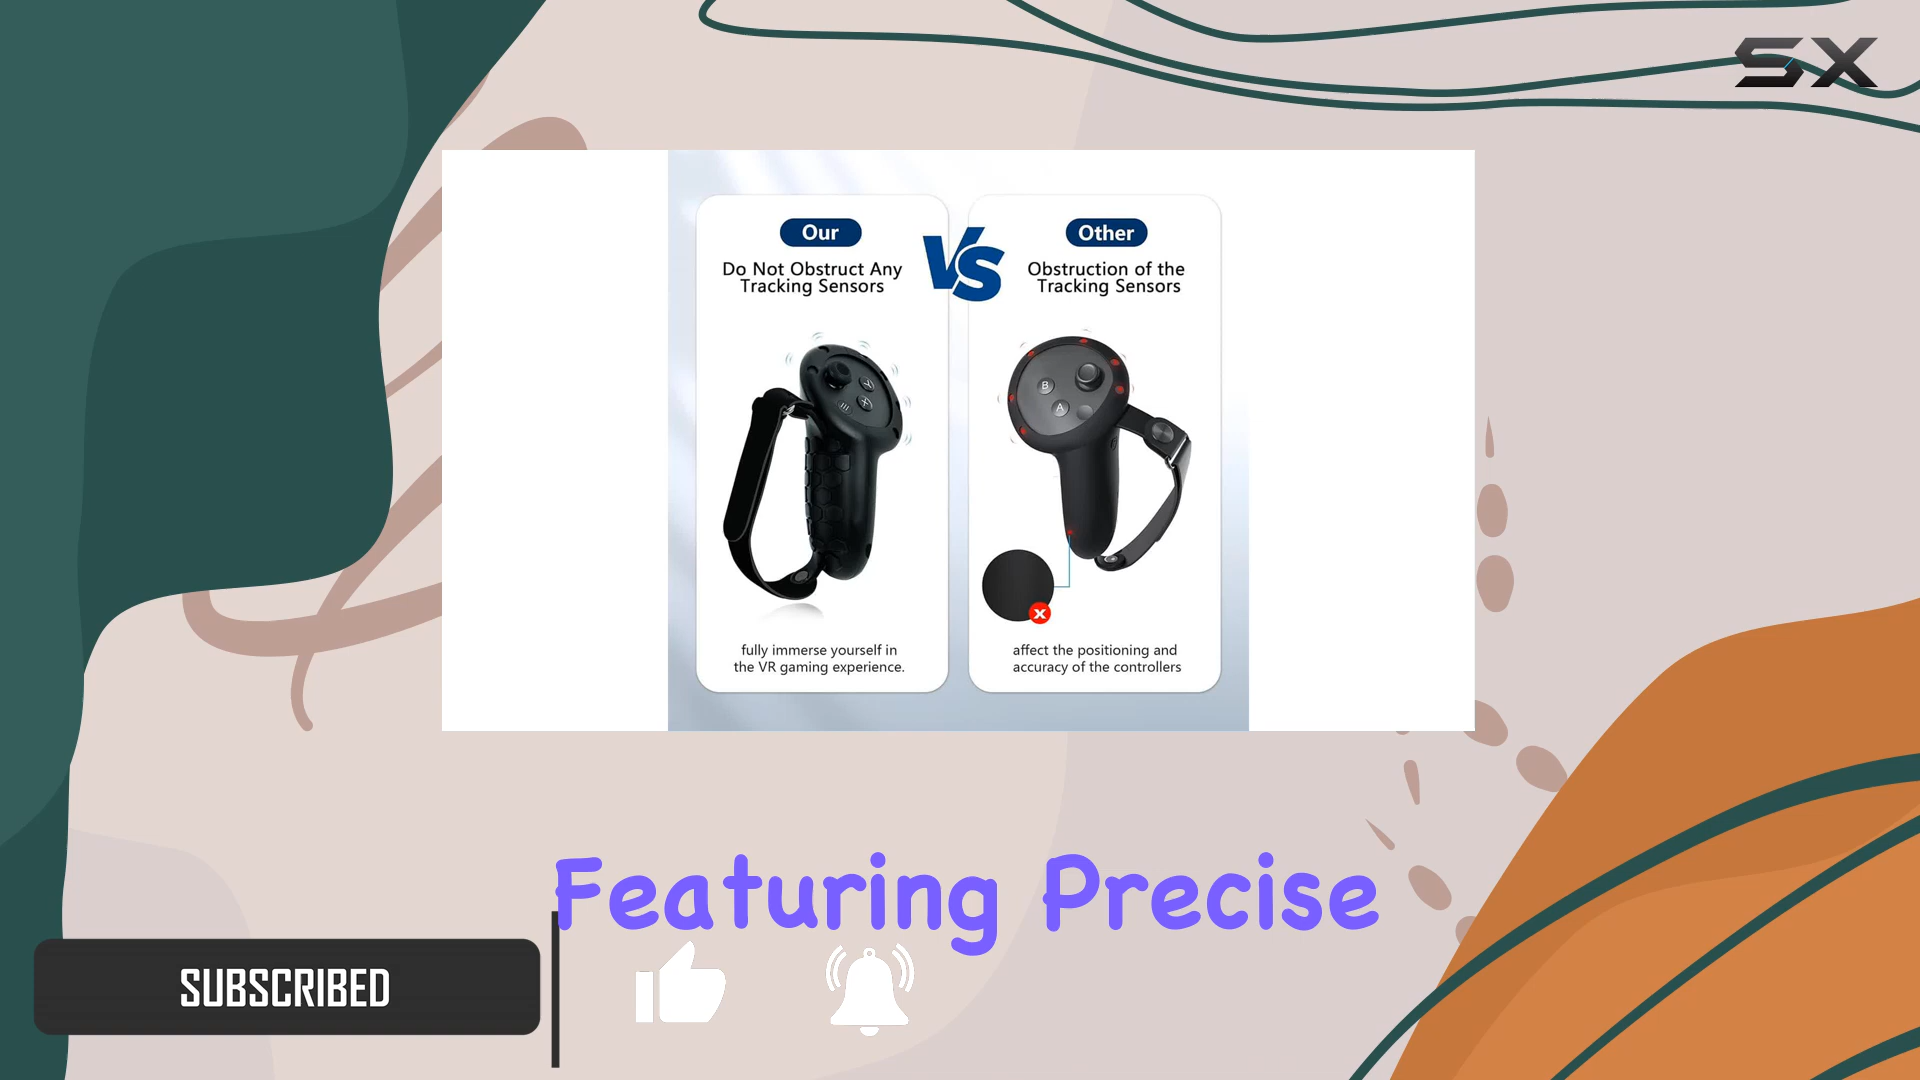 SX
Our
VS
Other
Do Not Obstruct Any
Tracking Sensors
Obstruction of the
Tracking Sensors
Y
X
B
A
fully immerse yourself in
the VR gaming experience.
affect the positioning and
accuracy of the controllers
Featuring Precise
SUBSCRIBED